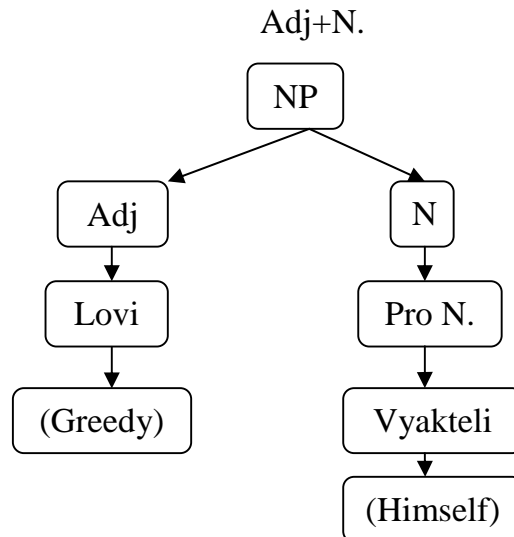 Adj+N.
NP
Adj N
Lovi Pro N.
(Greedy) Vyakteli
(Himself)